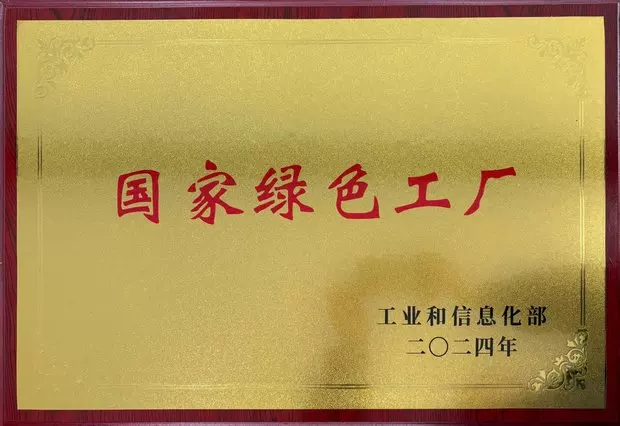 国家绿色工厂
工业和信息化部
二〇二四年